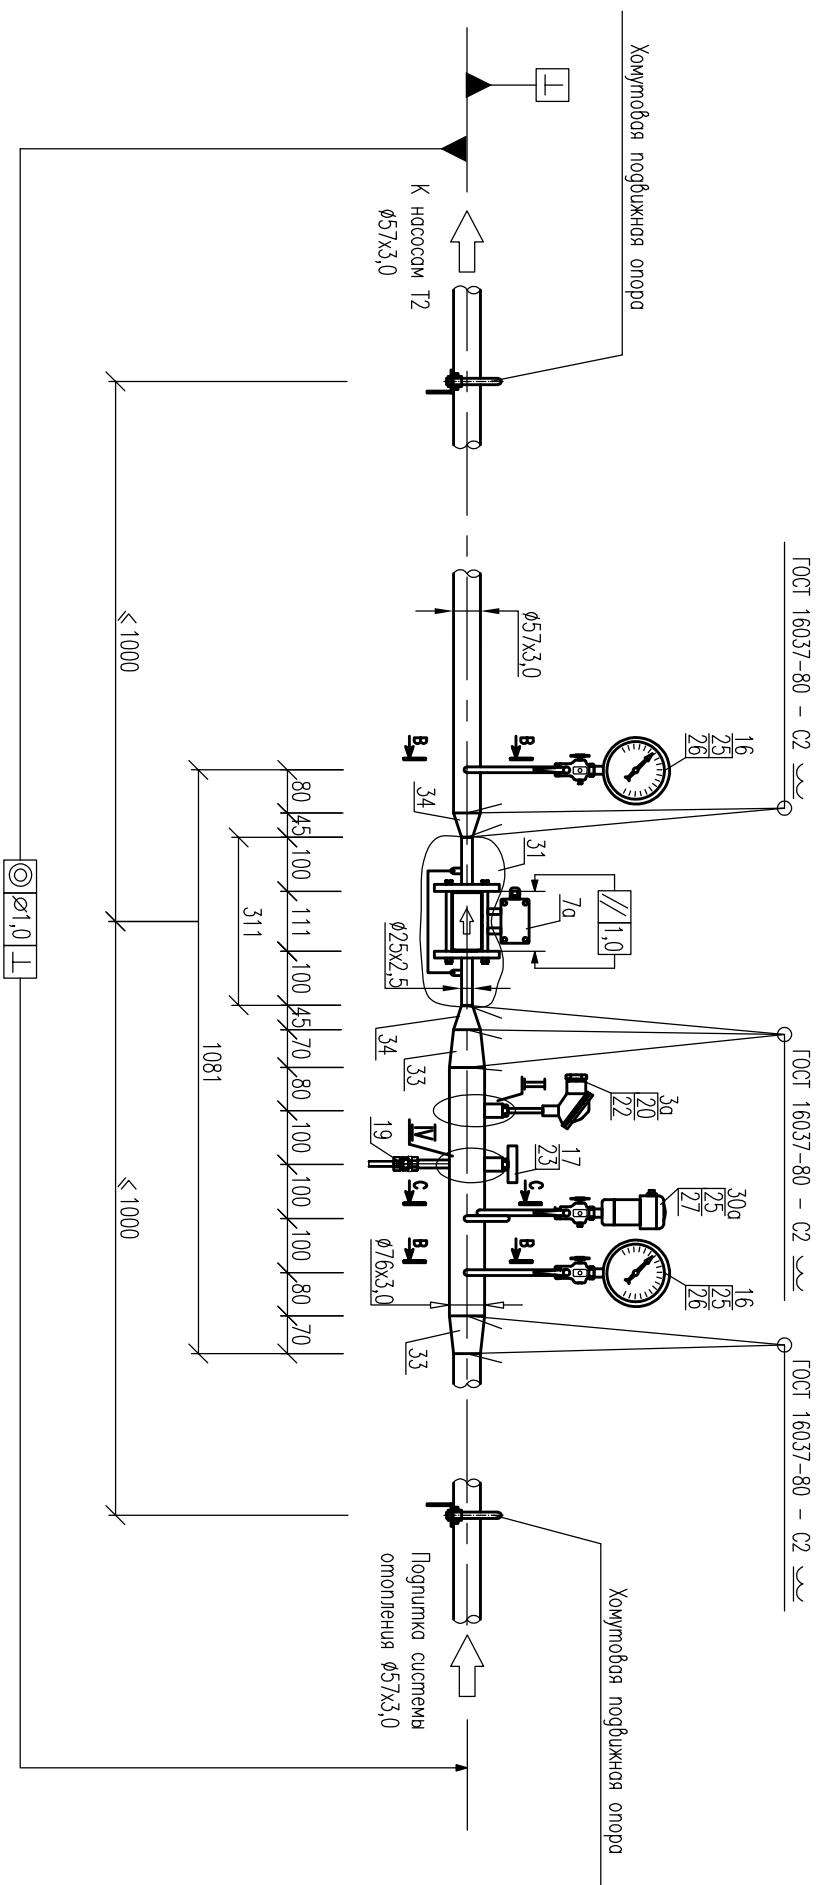 Хомутовая подвижная опора
ГОСТ 16037-80 - С2
ГОСТ 16037-80 - С2
ГОСТ 16037-80 - С2
Хомутовая подвижная опора
⊥
К насосам Т2
ø57х3,0
ø57х3,0
16
25
26
B
B
34
31
7а
// 1,0
ø25х2,5
34
33
II
3а
20
22
IV
19
17
23
С
С
30а
25
27
B
B
16
25
26
ø76х3,0
33
Подпитка системы
отопления ø57х3,0
80
45
100
111
100
45
70
80
100
100
100
80
70
311
1081
≤ 1000
≤ 1000
◎ ⌀1,0 ⊥